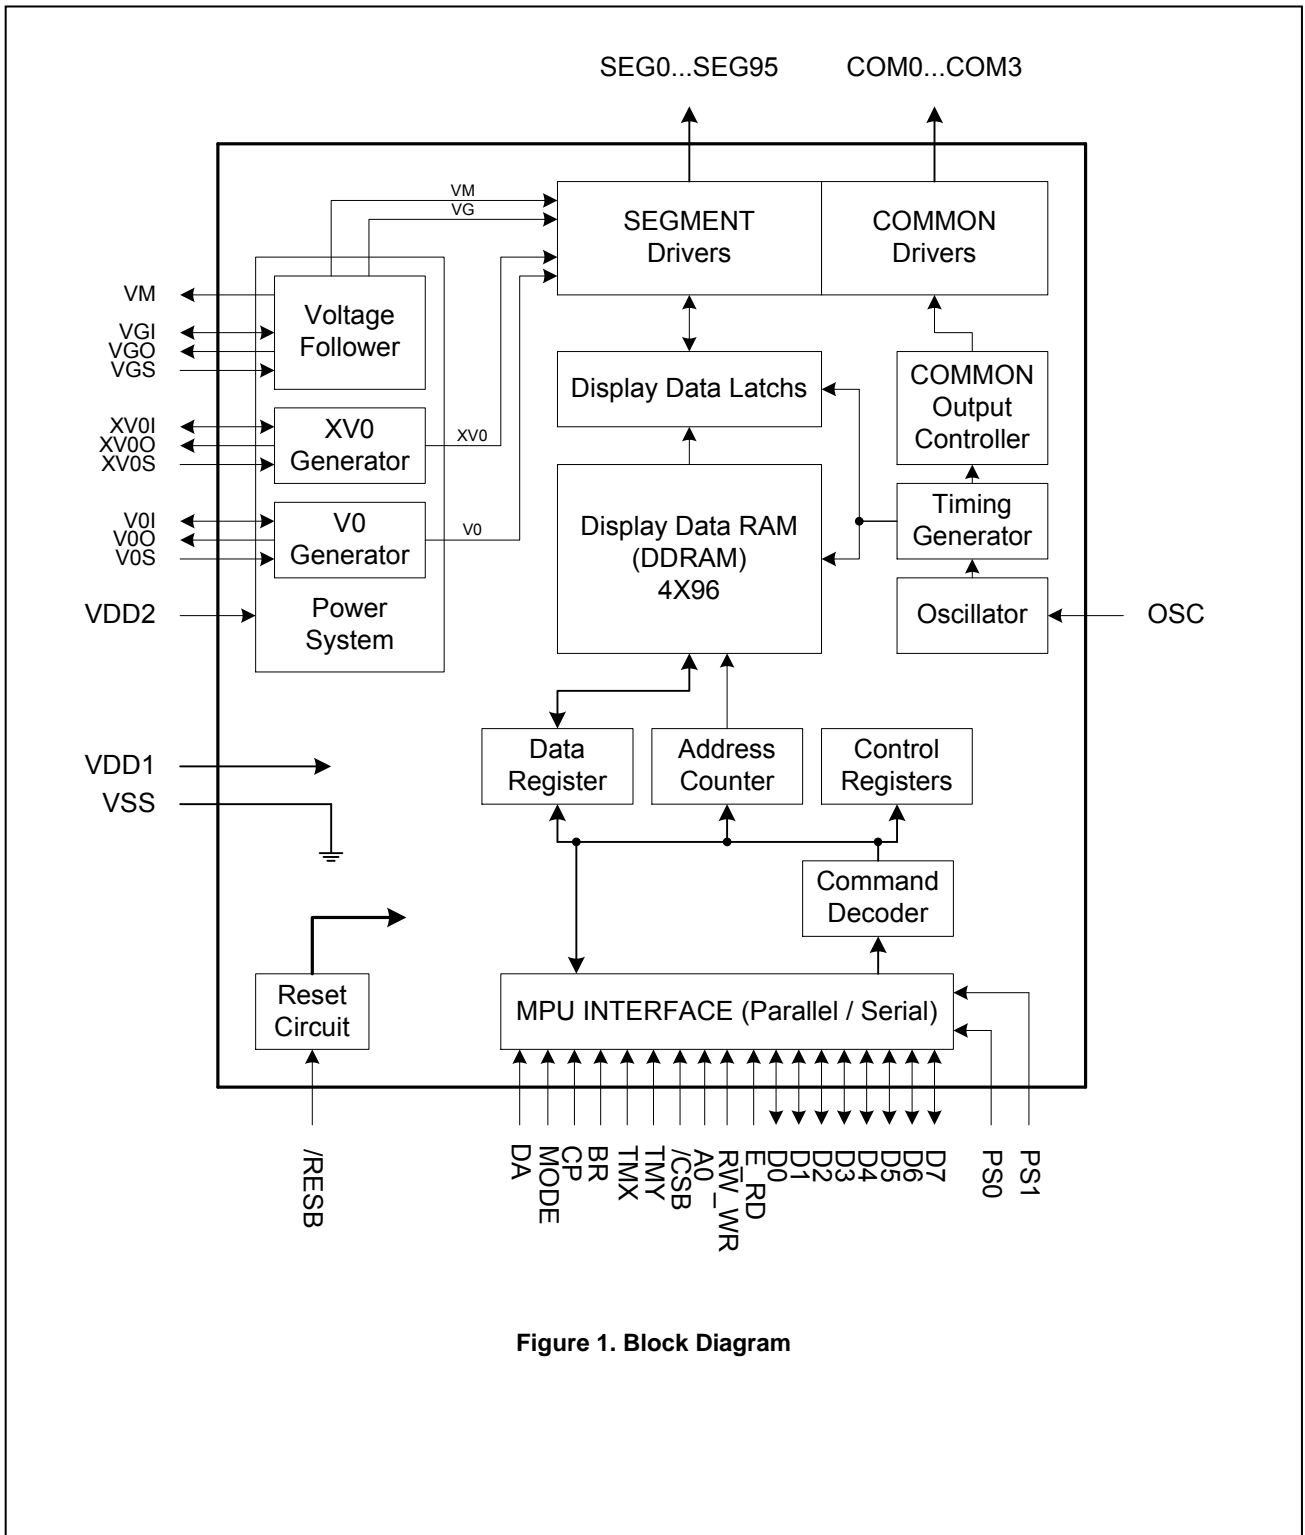 SEG0...SEG95
COM0...COM3
VM
VG
SEGMENT
Drivers
COMMON
Drivers
VM
VGI
VGO
VGS
Voltage
Follower
Display Data Latchs
COMMON
Output
Controller
XV0I
XV0O
XV0S
XV0
Generator
XV0
V0I
V0O
V0S
V0
Generator
V0
Display Data RAM
(DDRAM)
4X96
Timing
Generator
VDD2
Power
System
Oscillator
OSC
VDD1
VSS
Data
Register
Address
Counter
Control
Registers
Command
Decoder
Reset
Circuit
MPU INTERFACE (Parallel / Serial)
/RESB
DA
MODE
CP
BR
TMX
TMY
/CSB
A0
RW_WR
E_RD
D0
D1
D2
D3
D4
D5
D6
D7
PS0
PS1
Figure 1. Block Diagram